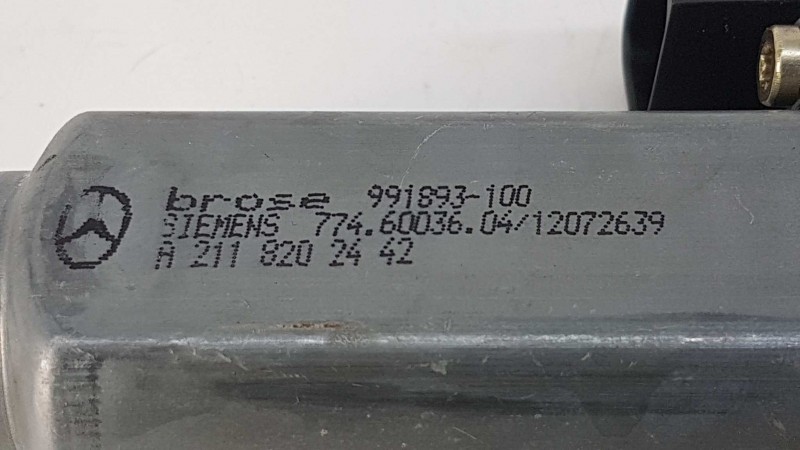 brose 991893-100
SIEMENS 774.60036.04/12072639
A 211 820 24 42